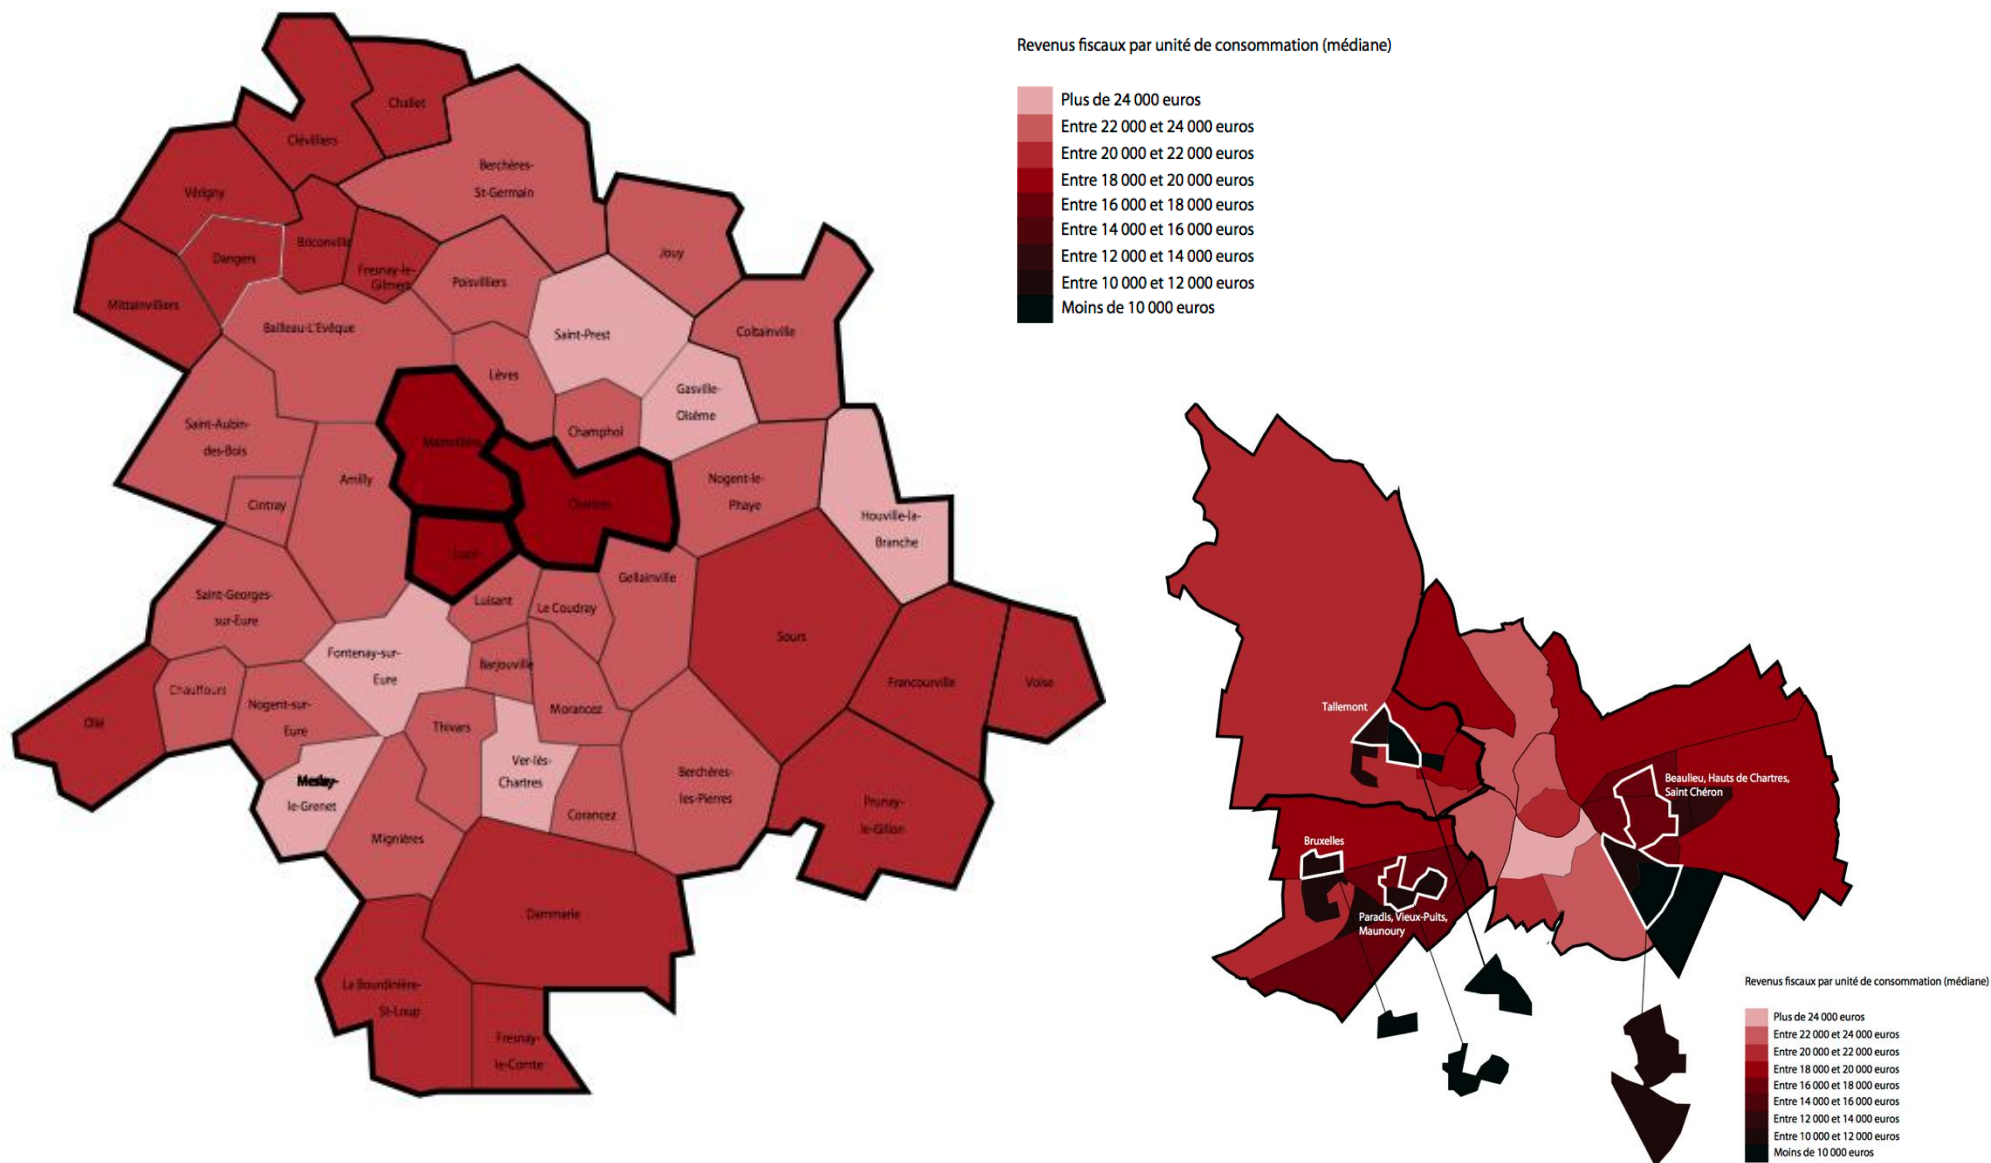 Revenus fiscaux par unité de consommation (médiane)
Plus de 24 000 euros
Entre 22 000 et 24 000 euros
Entre 20 000 et 22 000 euros
Entre 18 000 et 20 000 euros
Entre 16 000 et 18 000 euros
Entre 14 000 et 16 000 euros
Entre 12 000 et 14 000 euros
Entre 10 000 et 12 000 euros
Moins de 10 000 euros
Challet
Clévilliers
Berchères-
St-Germain
Vérigny
Briconville
Dangers
Fresnay-le-
Gilmert
Jouy
Poisvilliers
Mittainvilliers
Bailleau-L'Evêque
Saint-Prest
Coltainville
Lèves
Gasville-
Oisème
Saint-Aubin-
des-Bois
Champhol
Mainvilliers
Amilly
Nogent-le-
Phaye
Cintray
Chartres
Houville-la-
Branche
Lucé
Gellainville
Saint-Georges-
sur-Eure
Luisant
Le Coudray
Sours
Fontenay-sur-
Eure
Barjouville
Francourville
Voise
Chauffours
Nogent-sur-
Eure
Morancez
Ollé
Thivars
Ver-lès-
Chartres
Meslay-
le-Grenet
Berchères-
les-Pierres
Prunay-
le-Gillon
Corancez
Mignières
Dammarie
La Bourdinière-
St-Loup
Fresnay-
le-Comte
Tallemont
Beaulieu, Hauts de Chartres,
Saint Chéron
Bruxelles
Paradis, Vieux-Puits,
Maunoury
Revenus fiscaux par unité de consommation (médiane)
Plus de 24 000 euros
Entre 22 000 et 24 000 euros
Entre 20 000 et 22 000 euros
Entre 18 000 et 20 000 euros
Entre 16 000 et 18 000 euros
Entre 14 000 et 16 000 euros
Entre 12 000 et 14 000 euros
Entre 10 000 et 12 000 euros
Moins de 10 000 euros